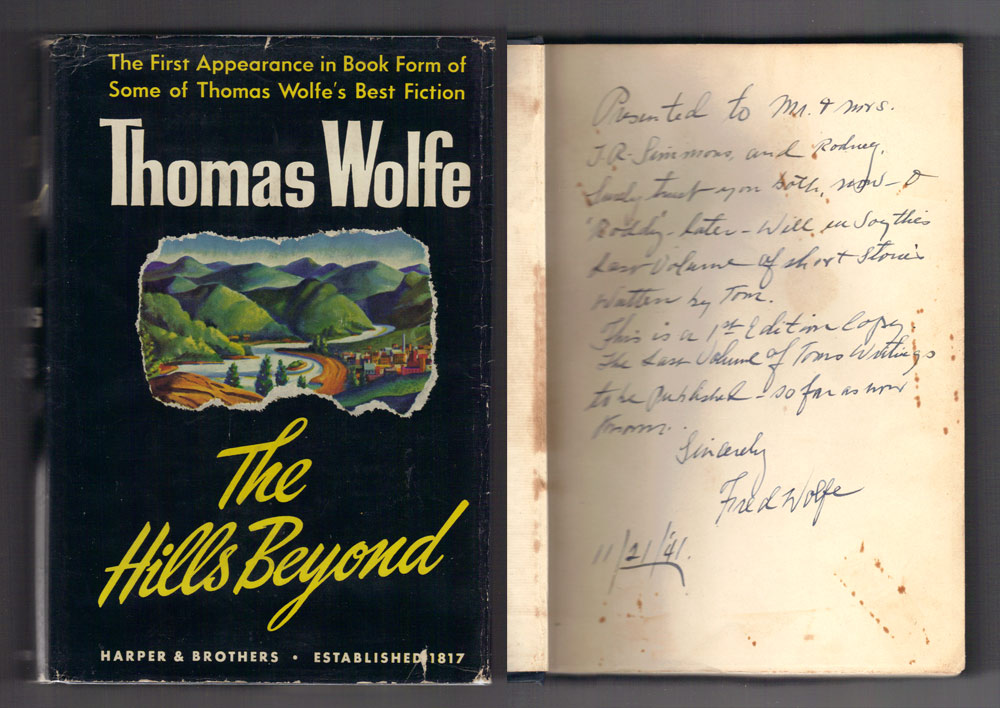 The First Appearance in Book Form of
Some of Thomas Wolfe's Best Fiction
Thomas Wolfe
The
Hills Beyond
HARPER & BROTHERS • ESTABLISHED 1817
Presented to Mr. & Mrs.
J.R. Simmons, and Rodney.
trust you both, now - &
"Roddy" - later - Will enjoy this
Last Volume of short Stories
Written by Tom.
This is a 1st Edition Copy
The Last Volume of Toms Writings
to be Published - so far as now
known.
Sincerely
Fred Wolfe
11/21/'41.